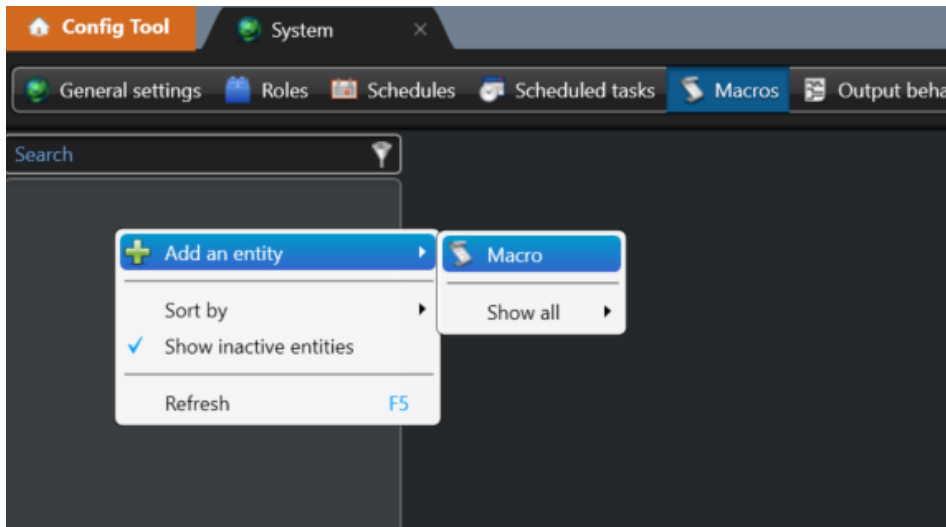 Config Tool System
General settings Roles Schedules Scheduled tasks Macros Output beha
Search
Add an entity Macro
Sort by Show all
Show inactive entities
Refresh F5